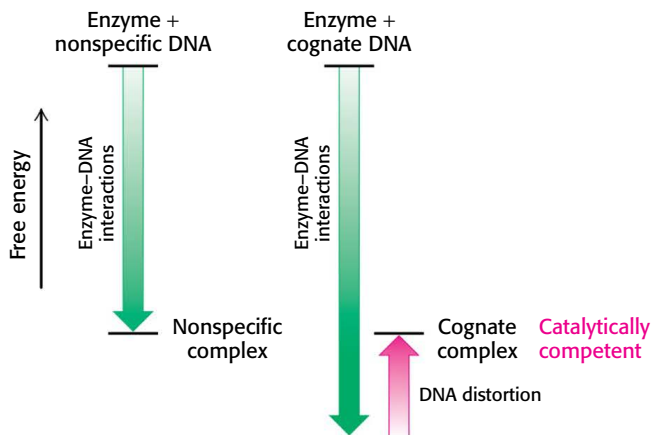 Enzyme +
nonspecific DNA
Enzyme +
cognate DNA
Free energy
Enzyme–DNA
interactions
Enzyme–DNA
interactions
Nonspecific
complex
Cognate
complex
Catalytically
competent
DNA distortion